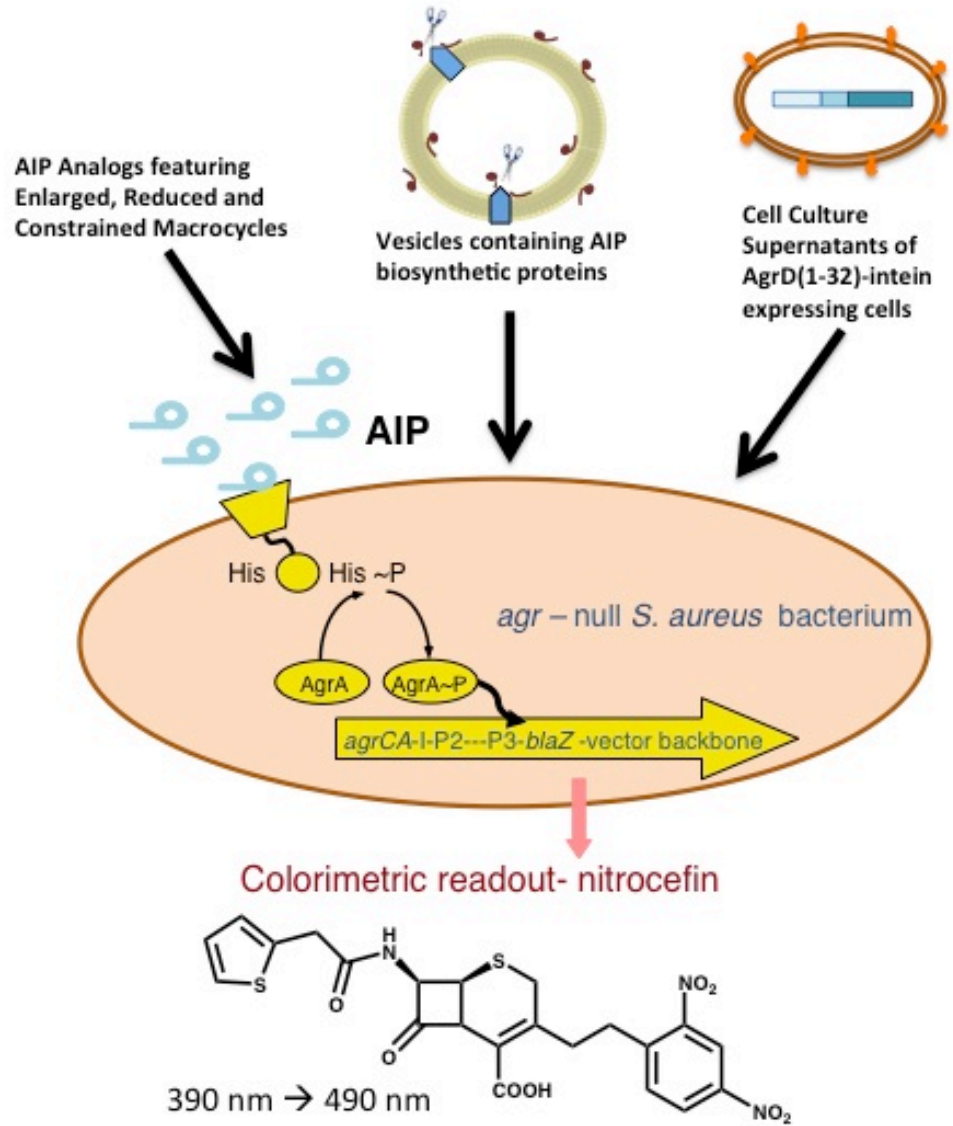 AIP Analogs featuring
Enlarged, Reduced and
Constrained Macrocycles
Vesicles containing AIP
biosynthetic proteins
Cell Culture
Supernatants of
AgrD(1-32)-intein
expressing cells
AIP
His
His ~P
agr – null S. aureus bacterium
AgrA
AgrA~P
agrCA-I-P2---P3-blaZ -vector backbone
Colorimetric readout- nitrocefin
H
N
S
O
S
O
COOH
NO₂
NO₂
390 nm → 490 nm